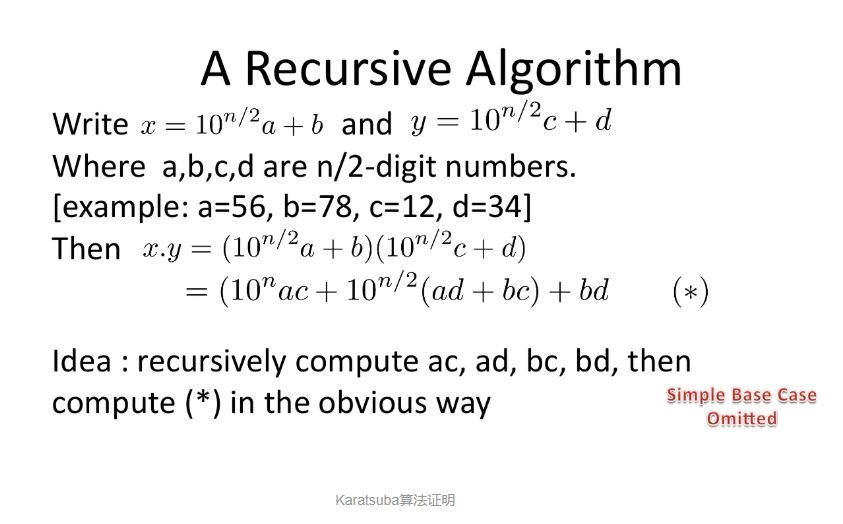 A Recursive Algorithm
Write x = 10^{n/2}a + b and y = 10^{n/2}c + d
Where a,b,c,d are n/2-digit numbers.
[example: a=56, b=78, c=12, d=34]
Then x.y = (10^{n/2}a + b)(10^{n/2}c + d)
= (10^n ac + 10^{n/2}(ad + bc) + bd (*)
Idea : recursively compute ac, ad, bc, bd, then
compute (*) in the obvious way
Simple Base Case
Omitted
Karatsuba算法证明